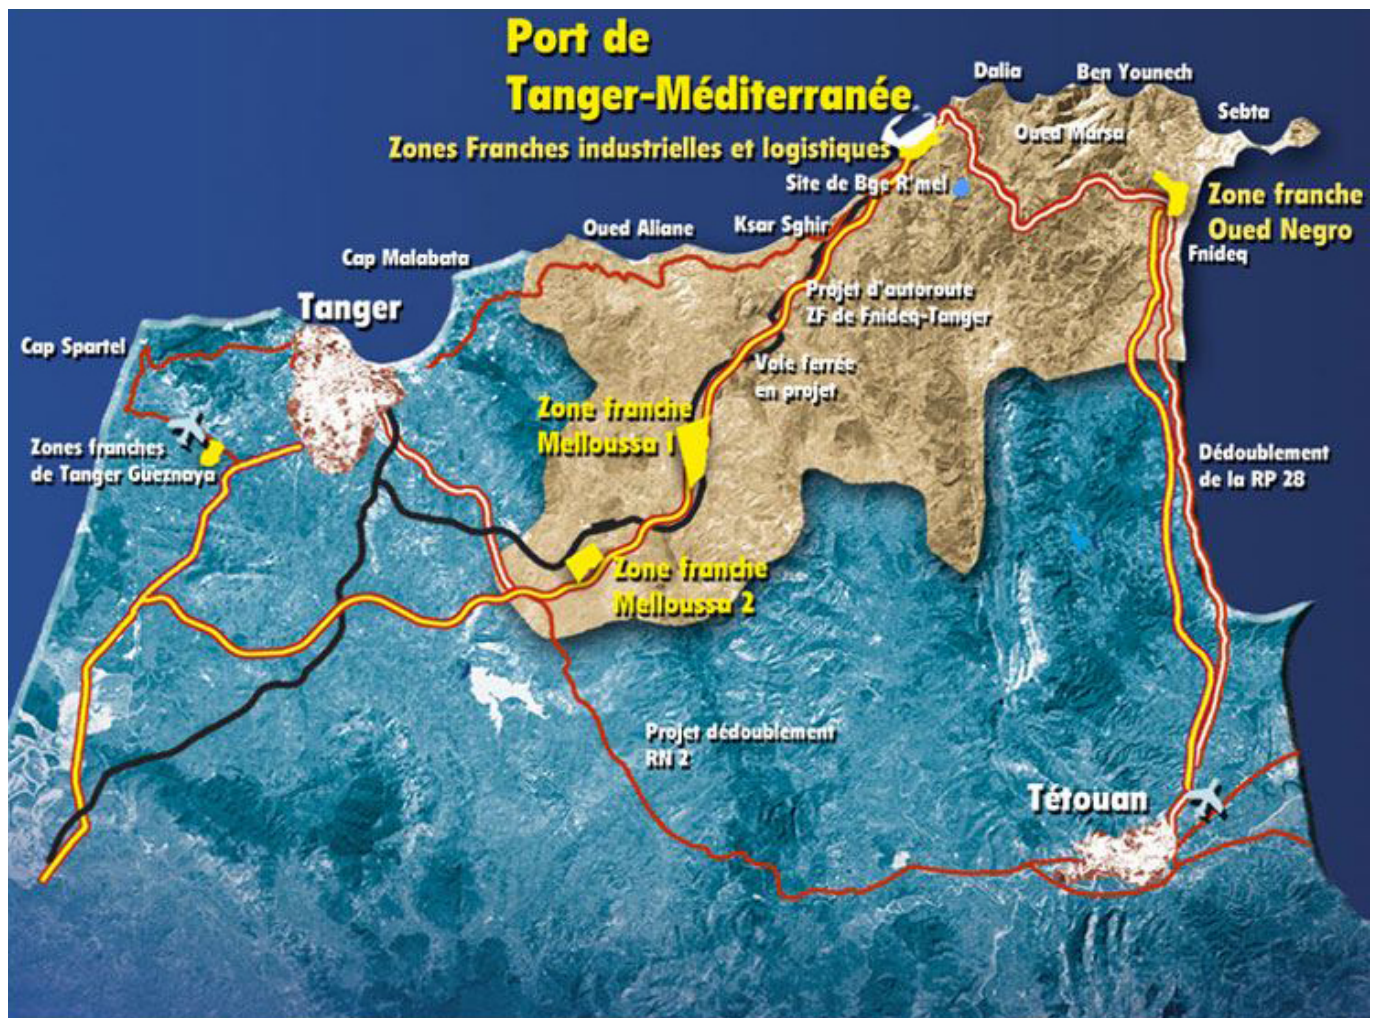 Port de
Tanger-Méditerranée
Zones Franches industrielles et logistiques
Dalia
Ben Younech
Sebta
Oued Marsa
Site de Bge R'mel
Zone franche
Oued Negro
Fnideq
Oued Aliane
Ksar Sghir
Cap Malabata
Tanger
Projet d'autoroute
ZF de Fnideq-Tanger
Cap Spartel
Voie ferrée
en projet
Zone franche
Melloussa 1
Zones franches
de Tanger Gueznaya
Dédoublement
de la RP 28
Zone franche
Melloussa 2
Projet dédoublement
RN 2
Tétouan